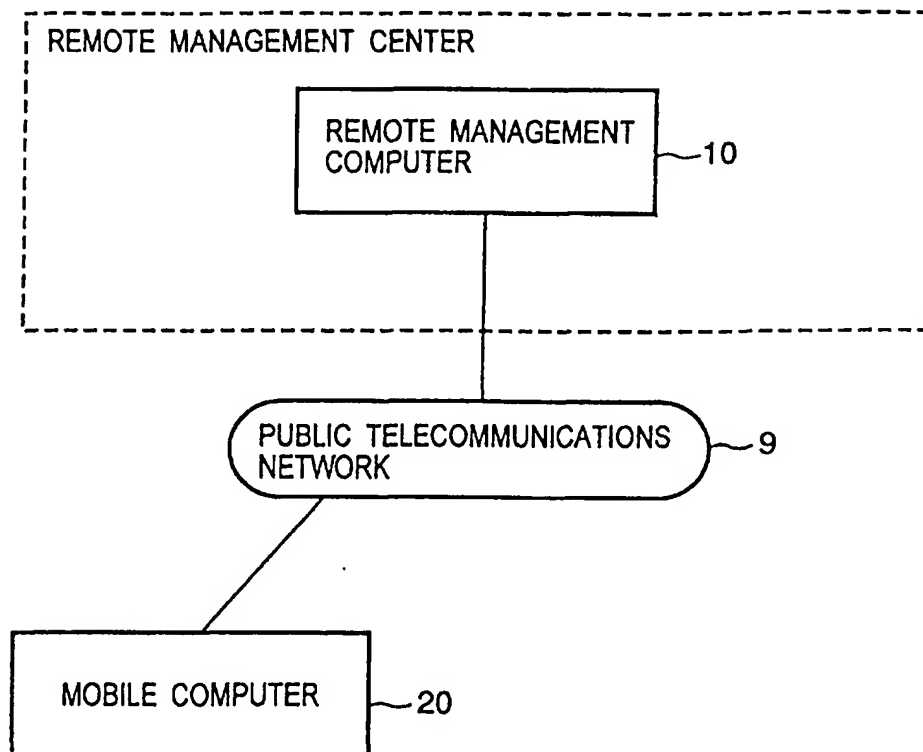 REMOTE MANAGEMENT CENTER
REMOTE MANAGEMENT
COMPUTER
10
PUBLIC TELECOMMUNICATIONS
NETWORK
9
MOBILE COMPUTER
20